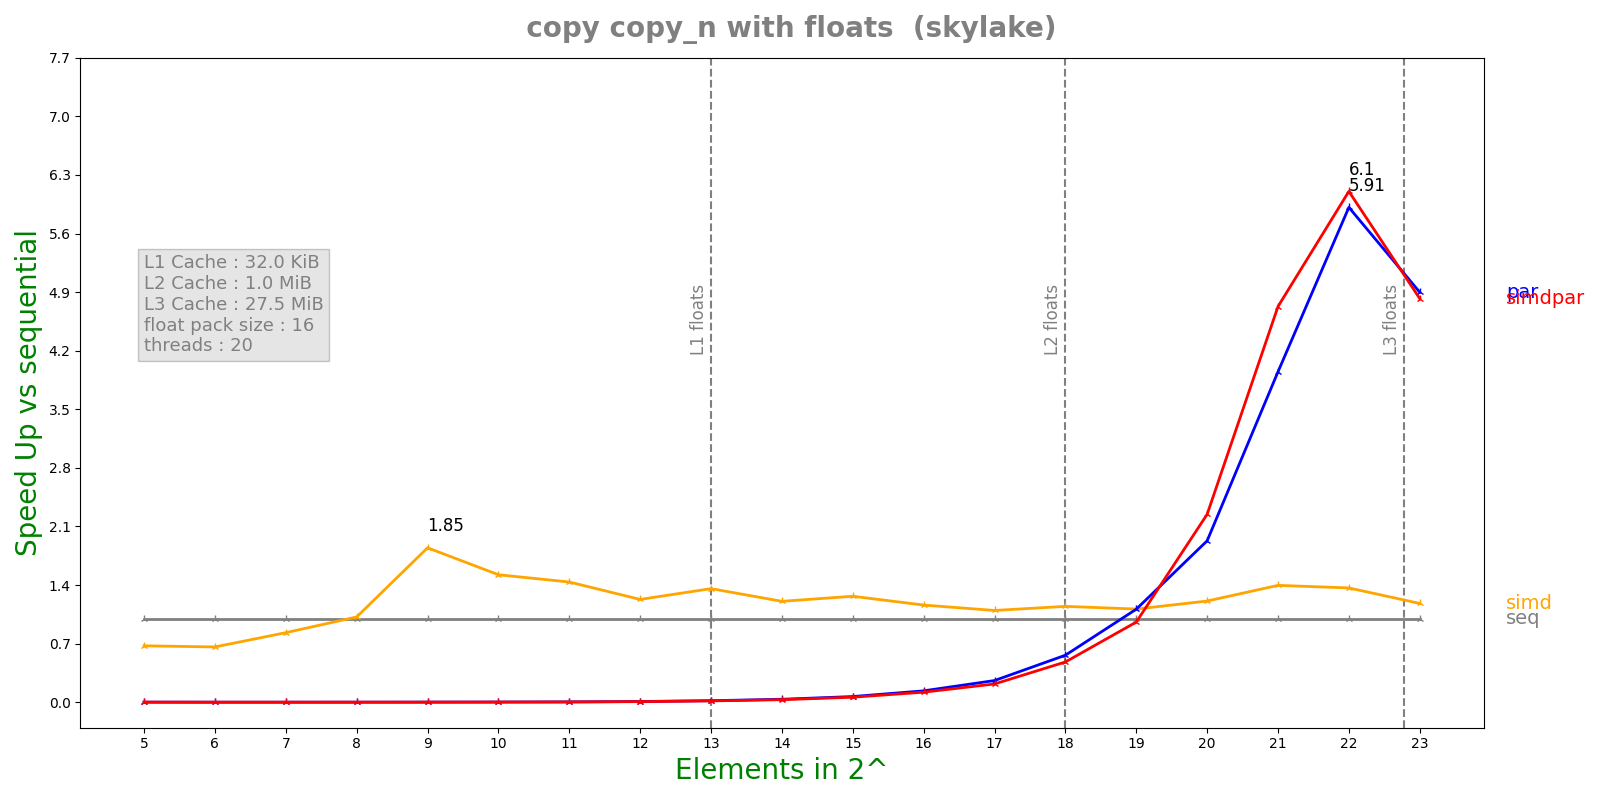 copy copy_n with floats  (skylake)
Speed Up vs sequential
7.7
7.0
6.3
5.6
4.9
4.2
3.5
2.8
2.1
1.4
0.7
0.0
L1 Cache : 32.0 KiB
L2 Cache : 1.0 MiB
L3 Cache : 27.5 MiB
float pack size : 16
threads : 20
L1 floats
L2 floats
L3 floats
1.85
6.1
5.91
par
simdpar
simd
seq
5 6 7 8 9 10 11 12 13 14 15 16 17 18 19 20 21 22 23
Elements in 2^